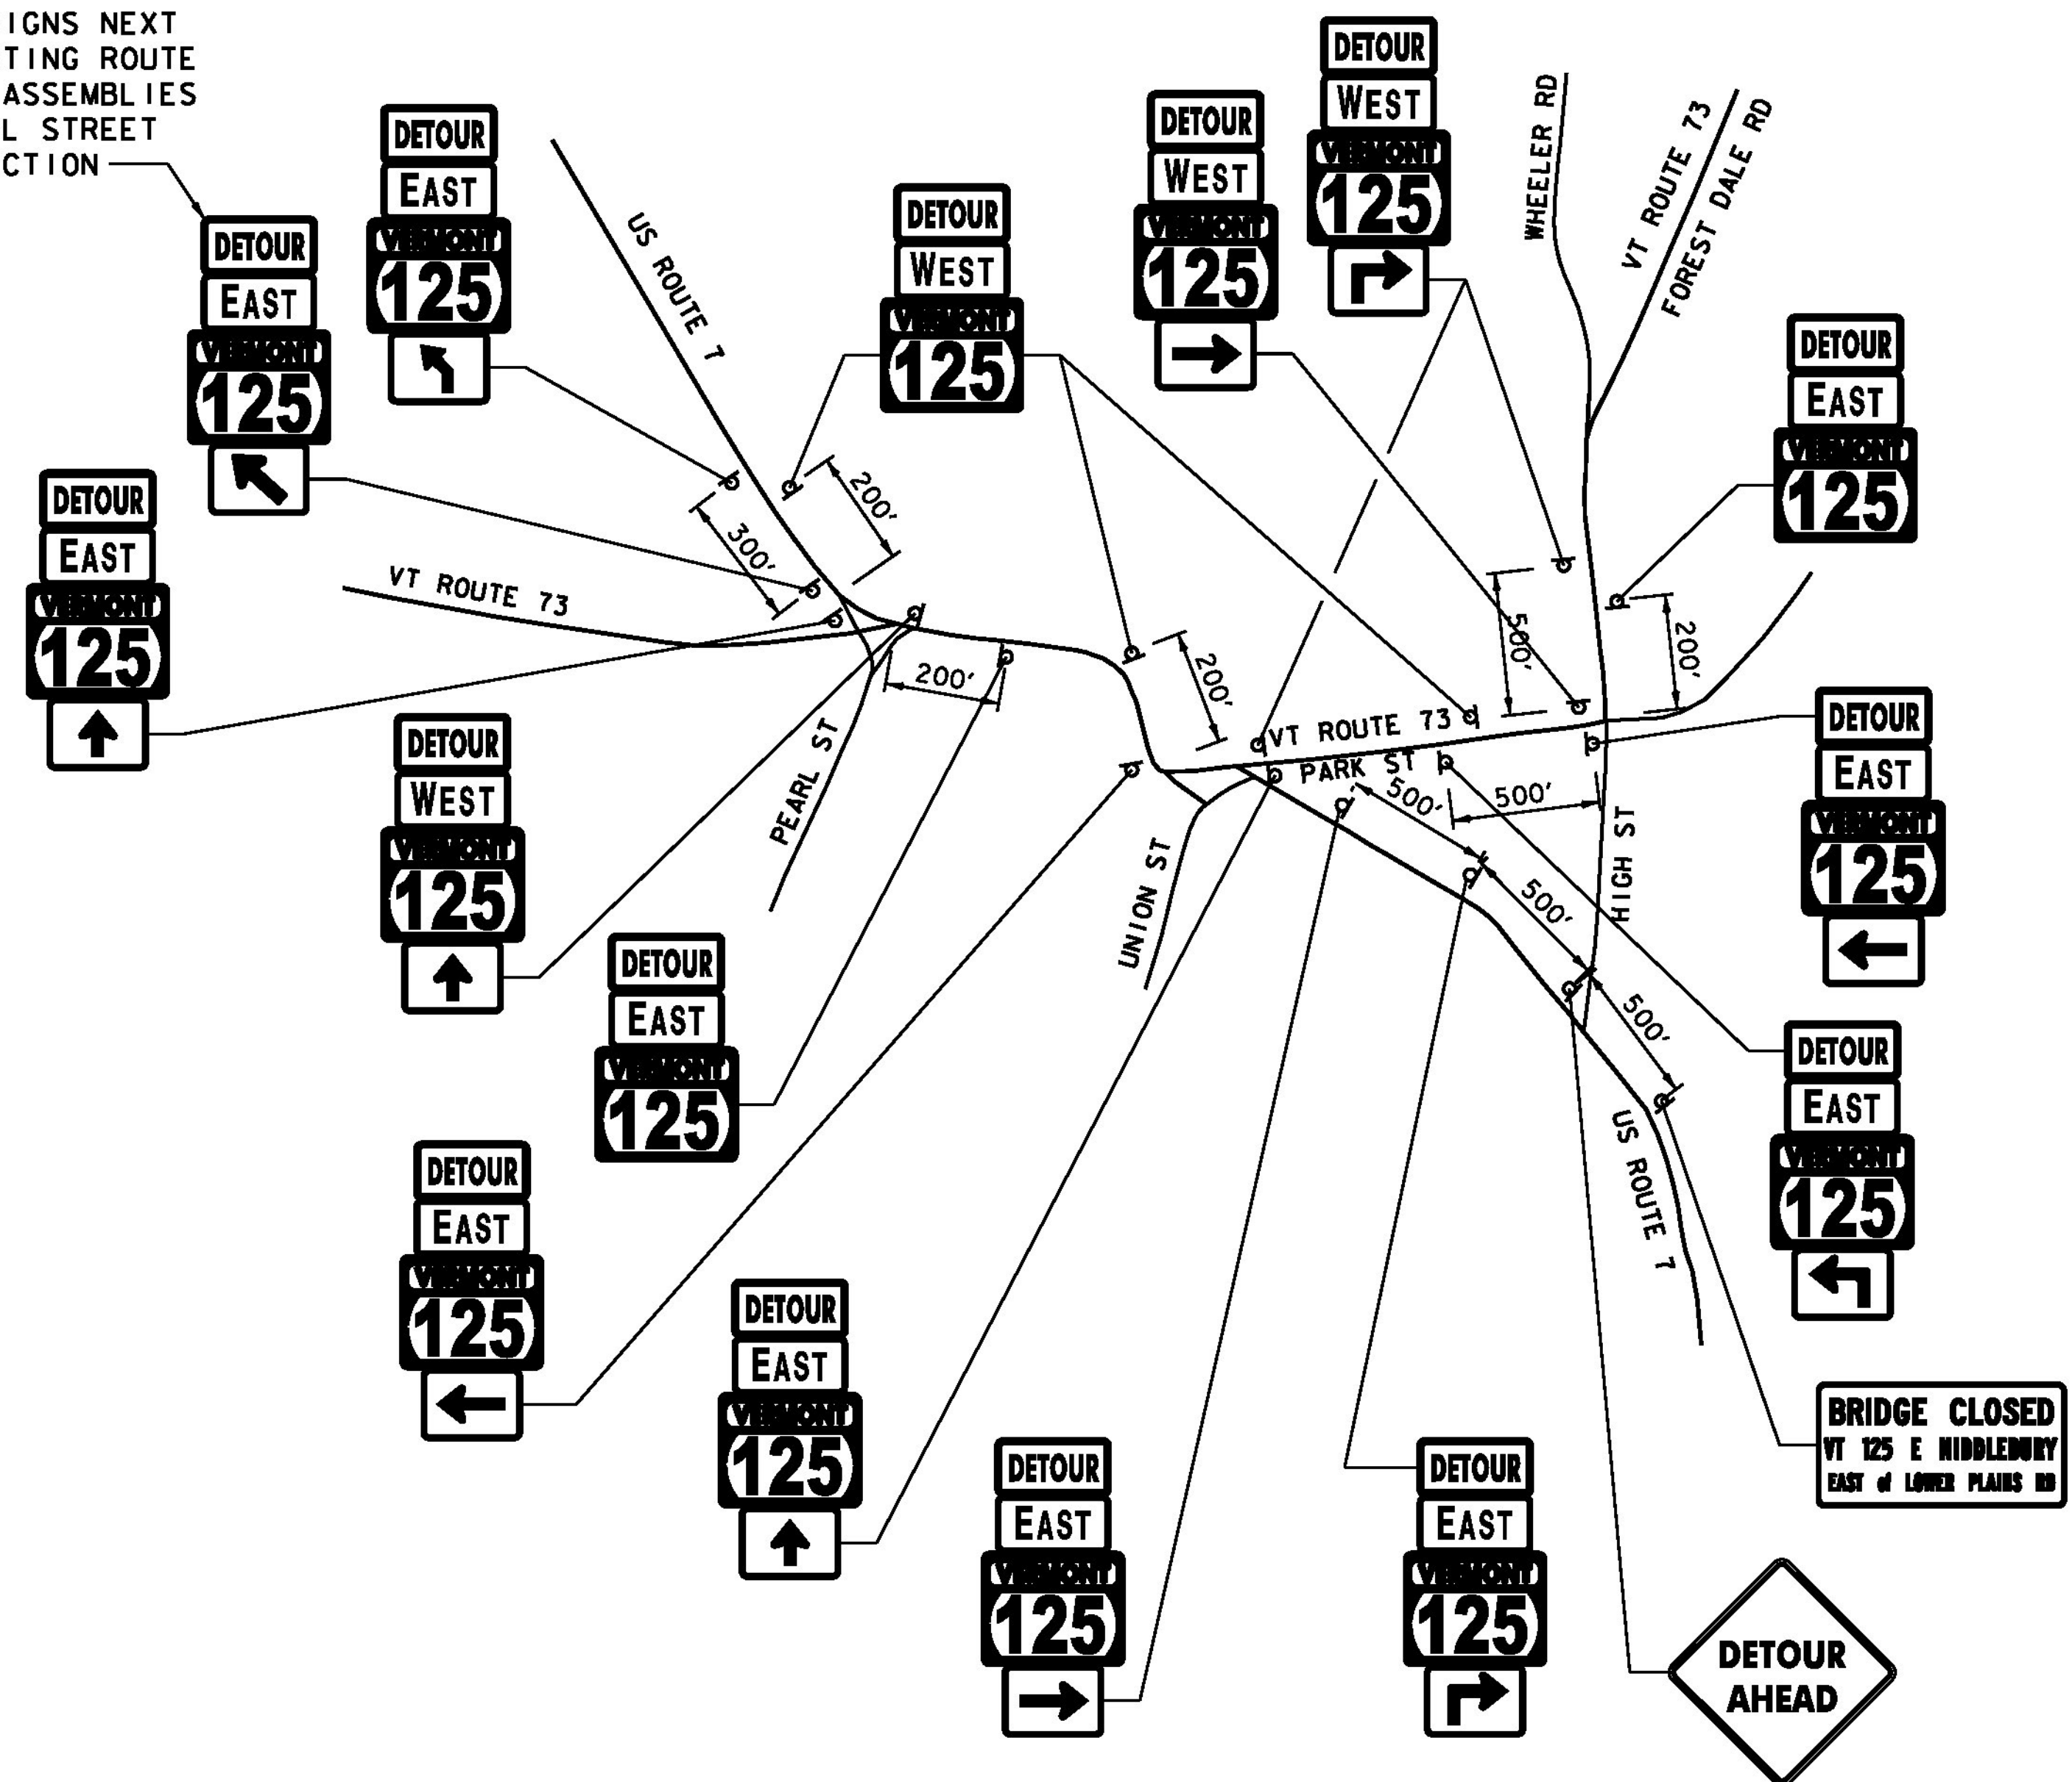 IGNS NEXT
TING ROUTE
ASSEMBLIES
L STREET
CTION
DETOUR
EAST
VERMONT
125
DETOUR
EAST
VERMONT
125
DETOUR
EAST
VERMONT
125
DETOUR
WEST
VERMONT
125
DETOUR
WEST
VERMONT
125
DETOUR
WEST
VERMONT
125
DETOUR
EAST
VERMONT
125
DETOUR
EAST
VERMONT
125
DETOUR
EAST
VERMONT
125
DETOUR
WEST
VERMONT
125
DETOUR
EAST
VERMONT
125
DETOUR
EAST
VERMONT
125
DETOUR
EAST
VERMONT
125
DETOUR
EAST
VERMONT
125
DETOUR
EAST
VERMONT
125
US ROUTE 7
WHEELER RD
VT ROUTE 73
FOREST DALE RD
VT ROUTE 73
200'
300'
200'
200'
500'
200'
VT ROUTE 73
PARK ST
500'
500'
PEARL ST
UNION ST
HIGH ST
500'
500'
US ROUTE 7
BRIDGE CLOSED
VT 125 E MIDDLEBURY
EAST of LOWER PLAINS RD
DETOUR
AHEAD